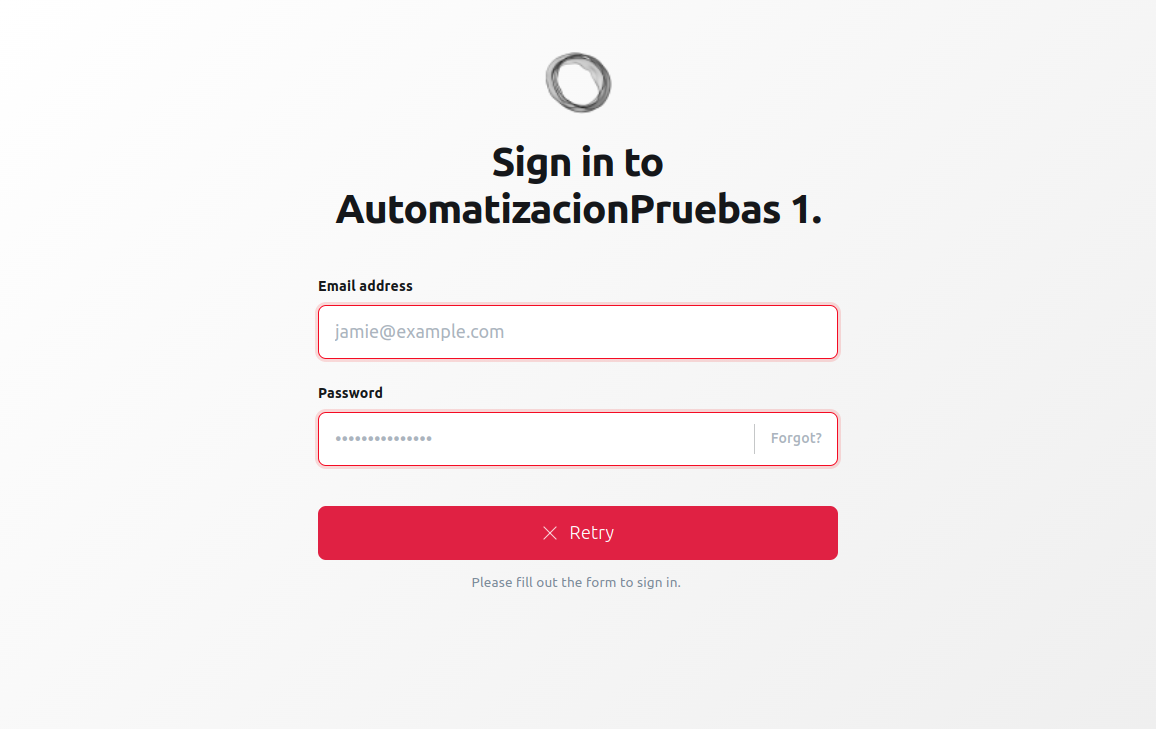 Sign in to
AutomatizacionPruebas 1.
Email address
jamie@example.com
Password
•••••••••••••••
Forgot?
Retry
Please fill out the form to sign in.